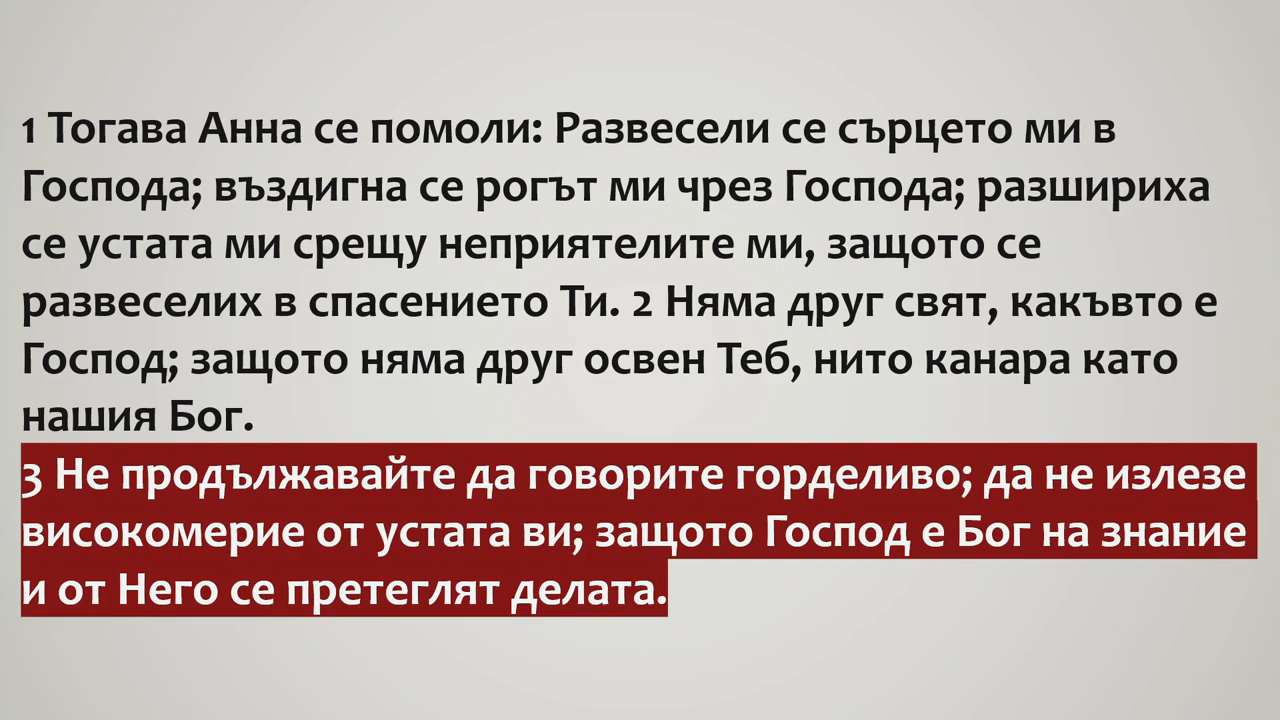 1 Тогава Анна се помоли: Развесели се сърцето ми в
Господа; въздигна се рогът ми чрез Господа; разшириха
се устата ми срещу неприятелите ми, защото се
развеселих в спасението Ти. 2 Няма друг свят, какъвто е
Господ; защото няма друг освен Теб, нито канара като
нашия Бог.
3 Не продължавайте да говорите горделиво; да не излезе
високомерие от устата ви; защото Господ е Бог на знание
и от Него се претеглят делата.